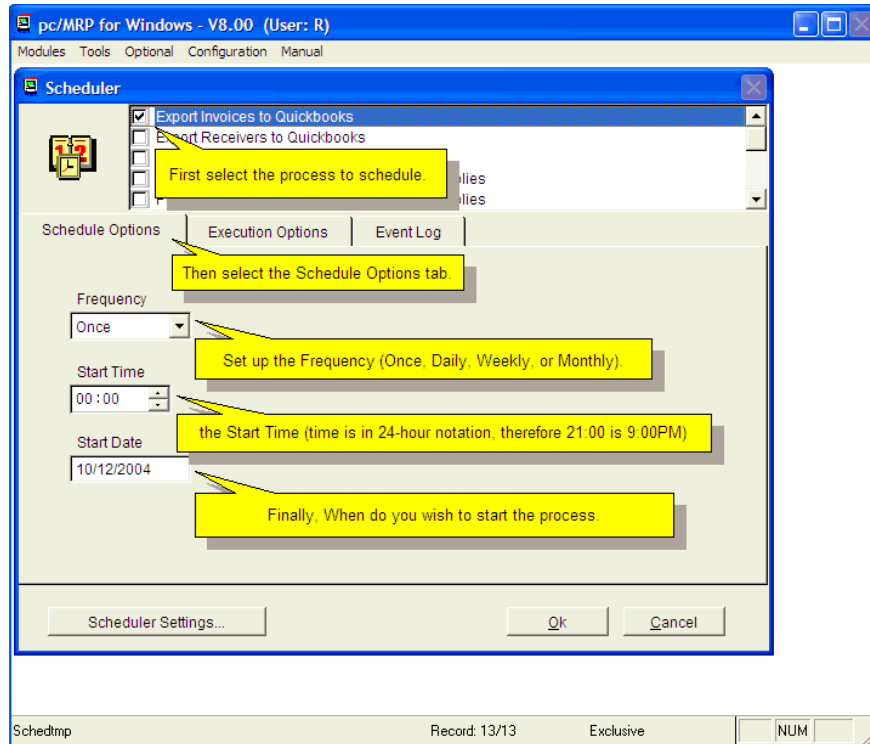 pc/MRP for Windows - V8.00 (User: R)
Modules Tools Optional Configuration Manual
Scheduler
Export Invoices to Quickbooks
Export Receivers to Quickbooks
First select the process to schedule.
Schedule Options Execution Options Event Log
Then select the Schedule Options tab.
Frequency
Once
Set up the Frequency (Once, Daily, Weekly, or Monthly).
Start Time
00:00
the Start Time (time is in 24-hour notation, therefore 21:00 is 9:00PM)
Start Date
10/12/2004
Finally, When do you wish to start the process.
Scheduler Settings... Ok Cancel
Schedtmp Record: 13/13 Exclusive NUM